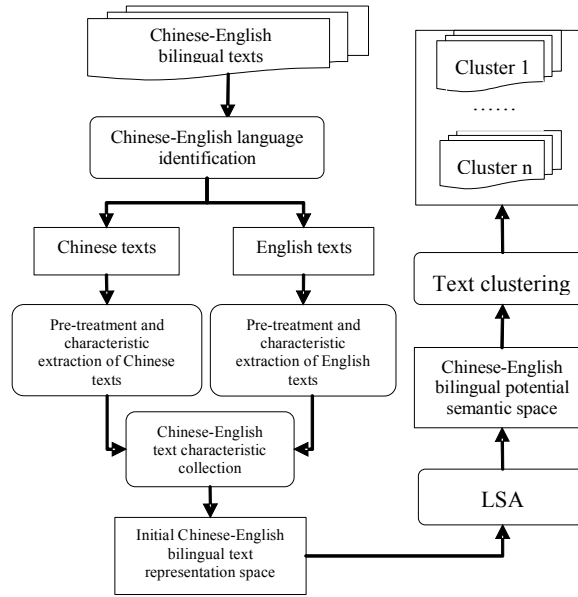 Chinese-English
bilingual texts
Chinese-English language
identification
Chinese texts
English texts
Pre-treatment and
characteristic
extraction of Chinese
texts
Pre-treatment and
characteristic
extraction of English
texts
Chinese-English
text characteristic
collection
Initial Chinese-English
bilingual text
representation space
LSA
Chinese-English
bilingual potential
semantic space
Text clustering
Cluster 1
......
Cluster n